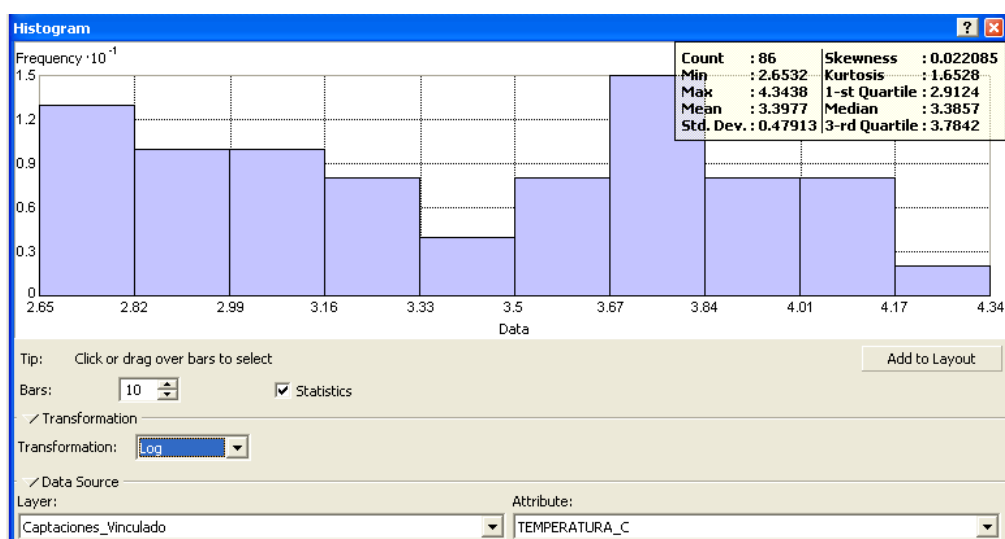 Histogram
Frequency ·10⁻¹
Count : 86 Skewness : 0.022085
Min : 2.6532 Kurtosis : 1.6528
Max : 4.3438 1-st Quartile : 2.9124
Mean : 3.3977 Median : 3.3857
Std. Dev. : 0.47913 3-rd Quartile : 3.7842
1.5
1.2
0.9
0.6
0.3
0
2.65 2.82 2.99 3.16 3.33 3.5 3.67 3.84 4.01 4.17 4.34
Data
Tip: Click or drag over bars to select Add to Layout
Bars: 10 Statistics
Transformation
Transformation: Log
Data Source
Layer: Attribute:
Captaciones_Vinculado TEMPERATURA_C